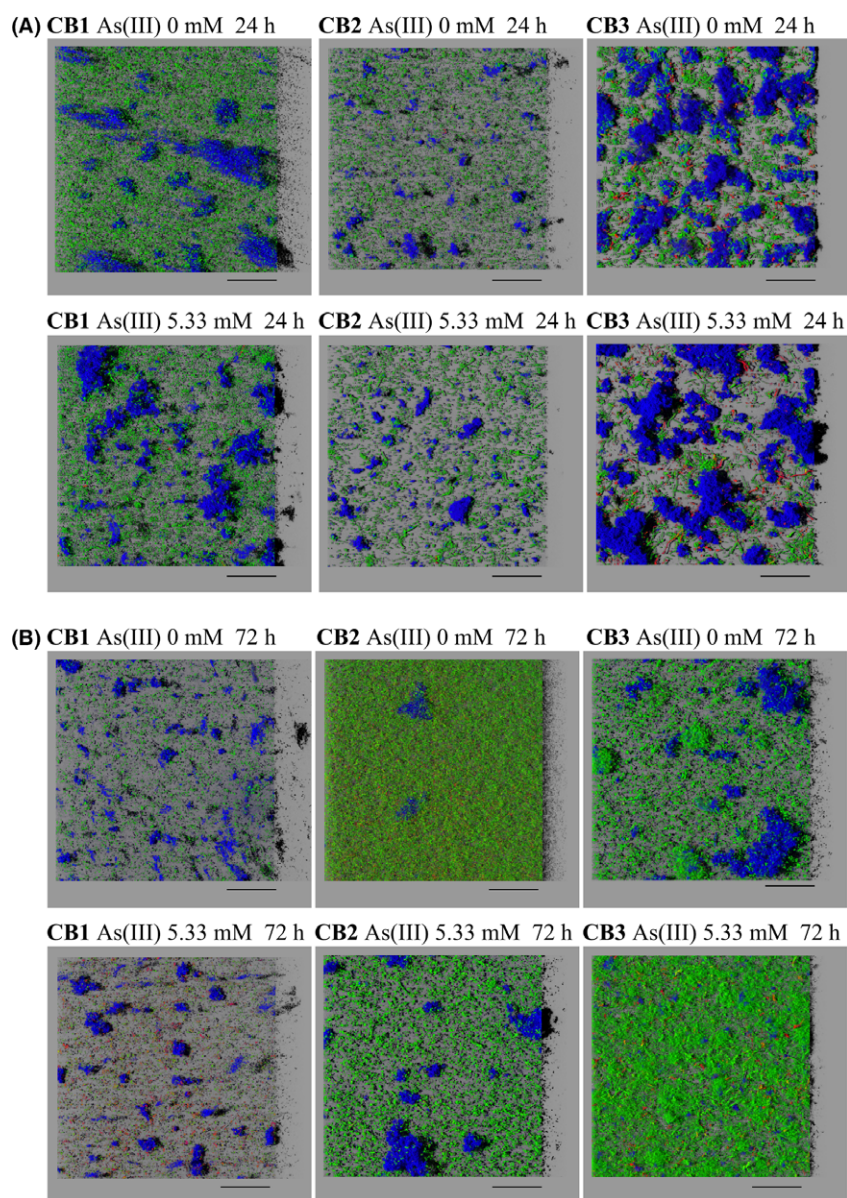 (A) CB1 As(III) 0 mM 24 h CB2 As(III) 0 mM 24 h CB3 As(III) 0 mM 24 h
CB1 As(III) 5.33 mM 24 h CB2 As(III) 5.33 mM 24 h CB3 As(III) 5.33 mM 24 h
(B) CB1 As(III) 0 mM 72 h CB2 As(III) 0 mM 72 h CB3 As(III) 0 mM 72 h
CB1 As(III) 5.33 mM 72 h CB2 As(III) 5.33 mM 72 h CB3 As(III) 5.33 mM 72 h